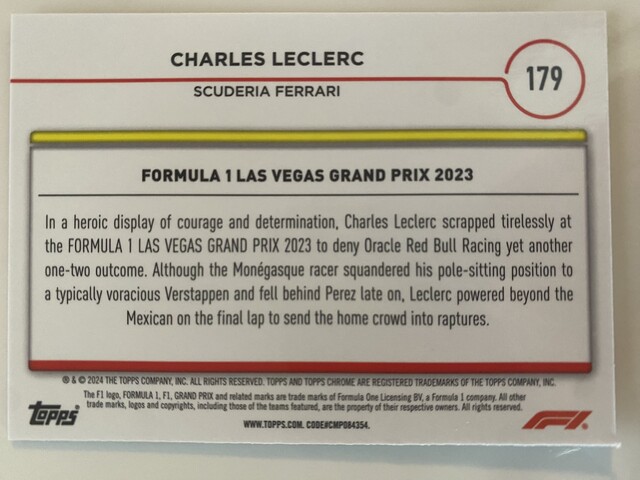 CHARLES LECLERC
179
SCUDERIA FERRARI
FORMULA 1 LAS VEGAS GRAND PRIX 2023
In a heroic display of courage and determination, Charles Leclerc scrapped tirelessly at
the FORMULA 1 LAS VEGAS GRAND PRIX 2023 to deny Oracle Red Bull Racing yet another
one-two outcome. Although the Monégasque racer squandered his pole-sitting position to
a typically voracious Verstappen and fell behind Perez late on, Leclerc powered beyond the
Mexican on the final lap to send the home crowd into raptures.
® & © 2024 THE TOPPS COMPANY, INC. ALL RIGHTS RESERVED. TOPPS AND TOPPS CHROME ARE REGISTERED TRADEMARKS OF THE TOPPS COMPANY, INC.
The F1 logo, FORMULA 1, F1, GRAND PRIX and related marks are trade marks of Formula One Licensing BV, a Formula 1 company. All other
trade marks, logos and copyrights, including those of the teams featured, are the property of their respective owners. All rights reserved.
Topps
WWW.TOPPS.COM. CODE#CMP084354.
F1